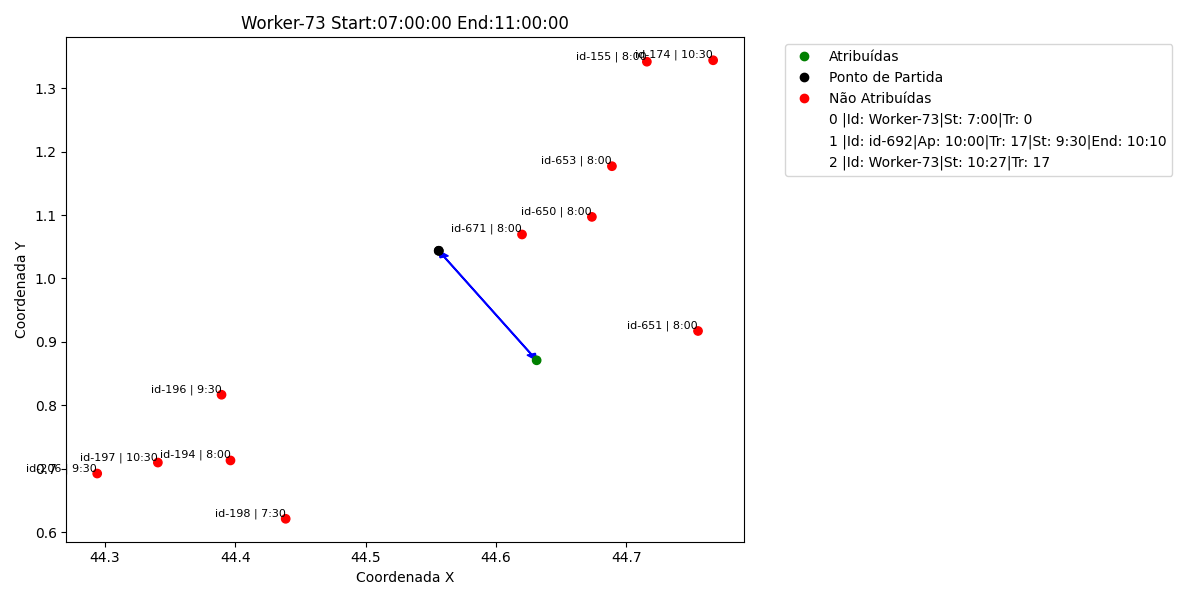 Worker-73 Start:07:00:00 End:11:00:00
Atribuídas
Ponto de Partida
Não Atribuídas
0 |Id: Worker-73|St: 7:00|Tr: 0
1 |Id: id-692|Ap: 10:00|Tr: 17|St: 9:30|End: 10:10
2 |Id: Worker-73|St: 10:27|Tr: 17
id-155 | 8:00
id-174 | 10:30
id-653 | 8:00
id-650 | 8:00
id-671 | 8:00
id-651 | 8:00
id-196 | 9:30
id-197 | 10:30
id-194 | 8:00
9:30
id-198 | 7:30
1.3
1.2
1.1
1.0
0.9
0.8
0.7
0.6
Coordenada Y
44.3
44.4
44.5
44.6
44.7
Coordenada X